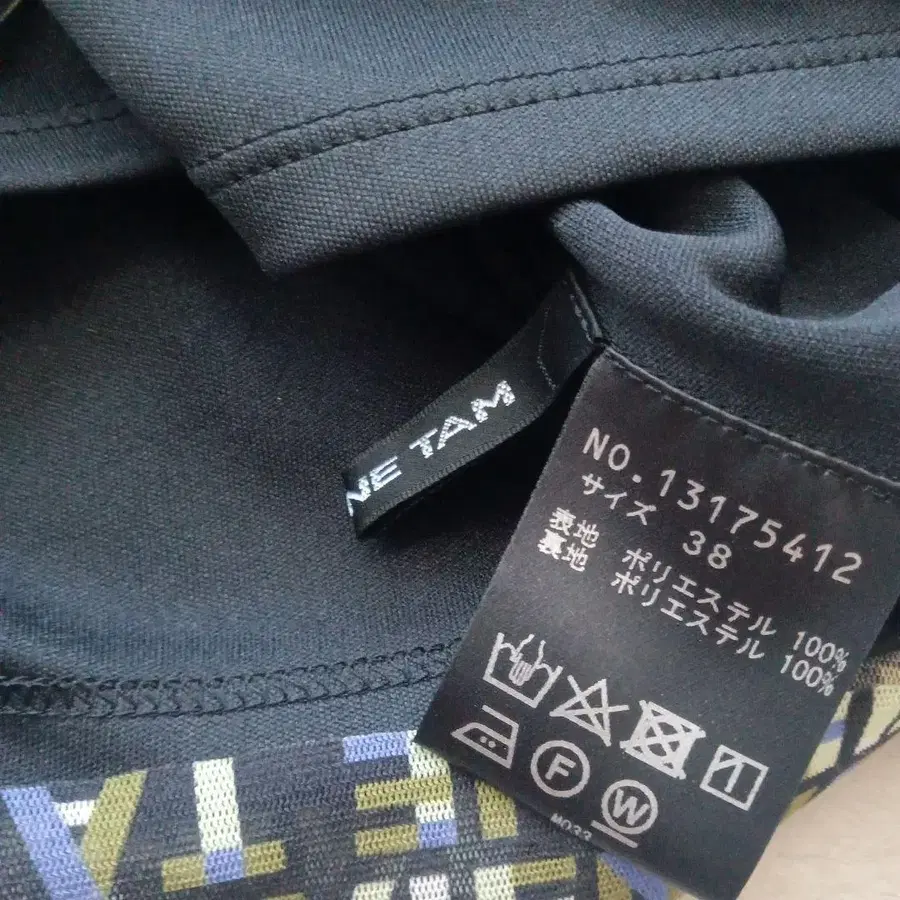 NE TAM
NO.13175412
サイズ 38
表地 ポリエステル 100%
裏地 ポリエステル 100%
F
W
M033